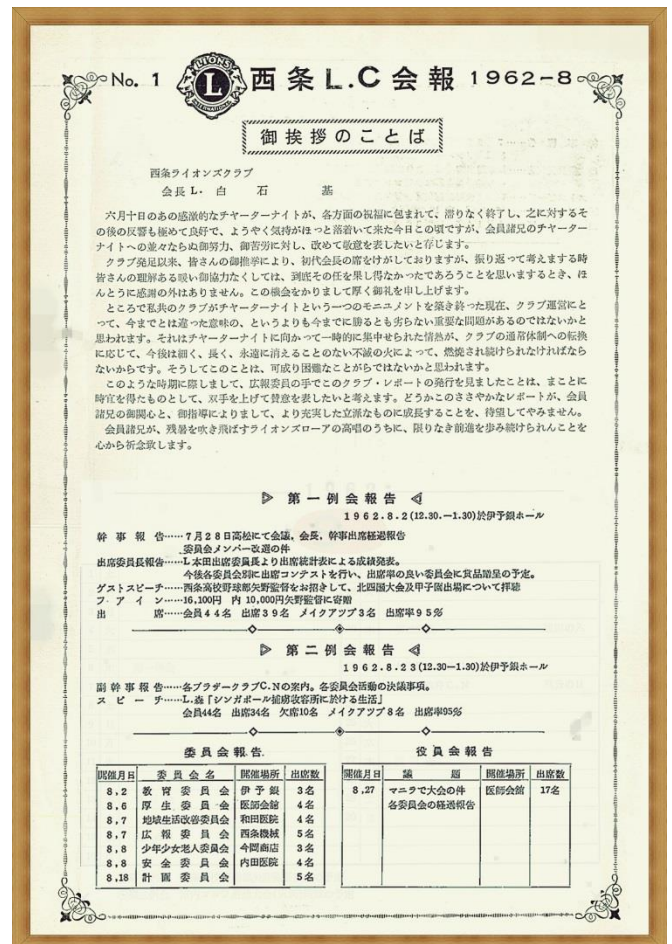 No. 1
LIONS
L
INTERNATIONAL
西条L.C会報 1962-8
御挨拶のことば
西条ライオンズクラブ
会長L. 白石 基
六月十日のあの感激的なチャーターナイトが、各方面の祝福に包まれて、滞りなく終了し、之に対するそ
の後の反響も極めて良好で、ようやく気持がほっと落着いて来た今日この頃ですが、会員諸兄のチャーター
ナイトへの並々ならぬ御努力、御苦労に対し、改めて敬意を表したいと存じます。
クラブ発足以来、皆さんの御推挙により、初代会長の席をけがしておりますが、振り返って考えまする時
皆さんの理解ある暖い御協力なくしては、到底その任を果し得なかったであろうことを思いまするとき、ほ
んとうに感謝の外はありません。この機会をかりまして厚く御礼を申し上げます。
ところで私共のクラブがチャーターナイトという一つのモニュメントを築き終った現在、クラブ運営にと
って、今までとは違った意味の、というよりも今までに勝るとも劣らない重要な問題があるのではないかと
思われます。それはチャーターナイトに向かって一時的に集中せられた情熱が、クラブの通常体制への転換
に応じて、今後は細く、長く、永遠に消えることのない不滅の火によって、燃焼され続けられなければなら
ないからです。そうしてこのことは、可成り困難なことがらではないかと思われます。
このような時期に際しまして、広報委員の手でこのクラブ・レポートの発行を見ましたことは、まことに
時宜を得たものとして、双手を上げて賛意を表したいと考えます。どうかこのささやかなレポートが、会員
諸兄の御関心と、御指導によりまして、より充実した立派なものに成長することを、待望してやみません。
会員諸兄が、残暑を吹き飛ばすライオンズローアの高唱のうちに、限りなき前進を歩み続けられんことを
心から祈念致します。
第一例会報告
1962.8.2(12.30.―1.30)於伊予銀ホール
幹事報告……7月28日高松にて会議、会長、幹事出席経過報告
委員会メンバー改選の件
出席委員長報告……L本田出席委員長より出席統計表による成績発表。
今後各委員会別に出席コンテストを行い、出席率の良い委員会に賞品贈呈の予定。
ゲストスピーチ……西条高校野球部矢野監督をお招きして、北四国大会及甲子園出場について拝聴
ファイン……16,100円 内 10,000円矢野監督に寄贈
出席……会員44名 出席39名 メイクアップ3名 出席率95%
第二例会報告
1962.8.23(12.30―1.30)於伊予銀ホール
副幹事報告……各ブラザークラブC.Nの案内。各委員会活動の決議事項。
スピーチ……L.森「シンガポール捕虜収容所に於ける生活」
会員44名 出席34名 欠席10名 メイクアップ8名 出席率95%
委員会報告
開催月日 委員会名 開催場所 出席数
8,2 教育委員会 伊予銀 3名
8,6 厚生委員会 医師会館 4名
8,7 地域生活改善委員会 和田医院 4名
8,7 広報委員会 西条機械 5名
8,8 少年少女老人委員会 今岡商店 3名
8,8 安全委員会 内田医院 4名
8,18 計画委員会 5名
役員会報告
開催月日 議題 開催場所 出席数
8,27 マニラで大会の件 医師会館 17名
各委員会の経過報告